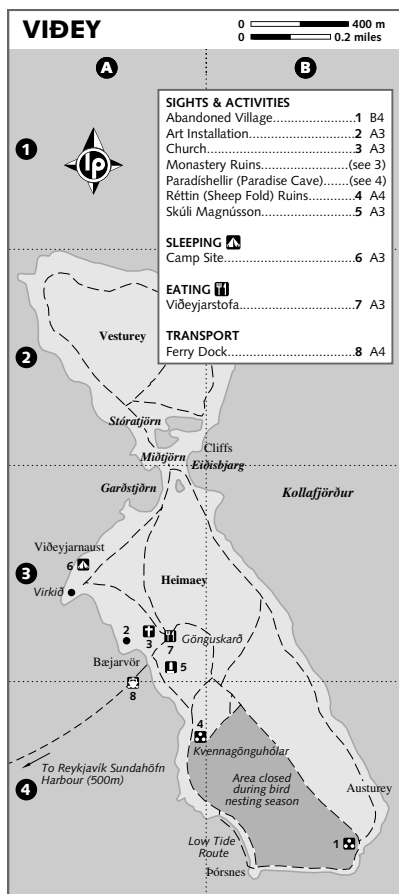 VIÐEY
0 400 m
0 0.2 miles
A
B
1
lp
SIGHTS & ACTIVITIES
Abandoned Village......................1 B4
Art Installation............................2 A3
Church........................................3 A3
Monastery Ruins....................(see 3)
Paradíshellir (Paradise Cave)......(see 4)
Réttin (Sheep Fold) Ruins.......4 A4
Skúli Magnússon........................5 A3
SLEEPING
Camp Site...................................6 A3
EATING
Viðeyjarstofa..............................7 A3
TRANSPORT
Ferry Dock..................................8 A4
2
Vesturey
Stóratjörn
Miðtjörn
Cliffs
Eiðisbjarg
Garðstjðrn
Kollafjörður
3
Viðeyjarnaust
6
Virkið
Heimaey
2
3
7
Gönguskarð
Bæjarvör
5
8
4
Kvennagönguhólar
To Reykjavík Sundahöfn
Harbour (500m)
4
Area closed
during bird
nesting season
Austurey
Low Tide
Route
1
Þórsnes